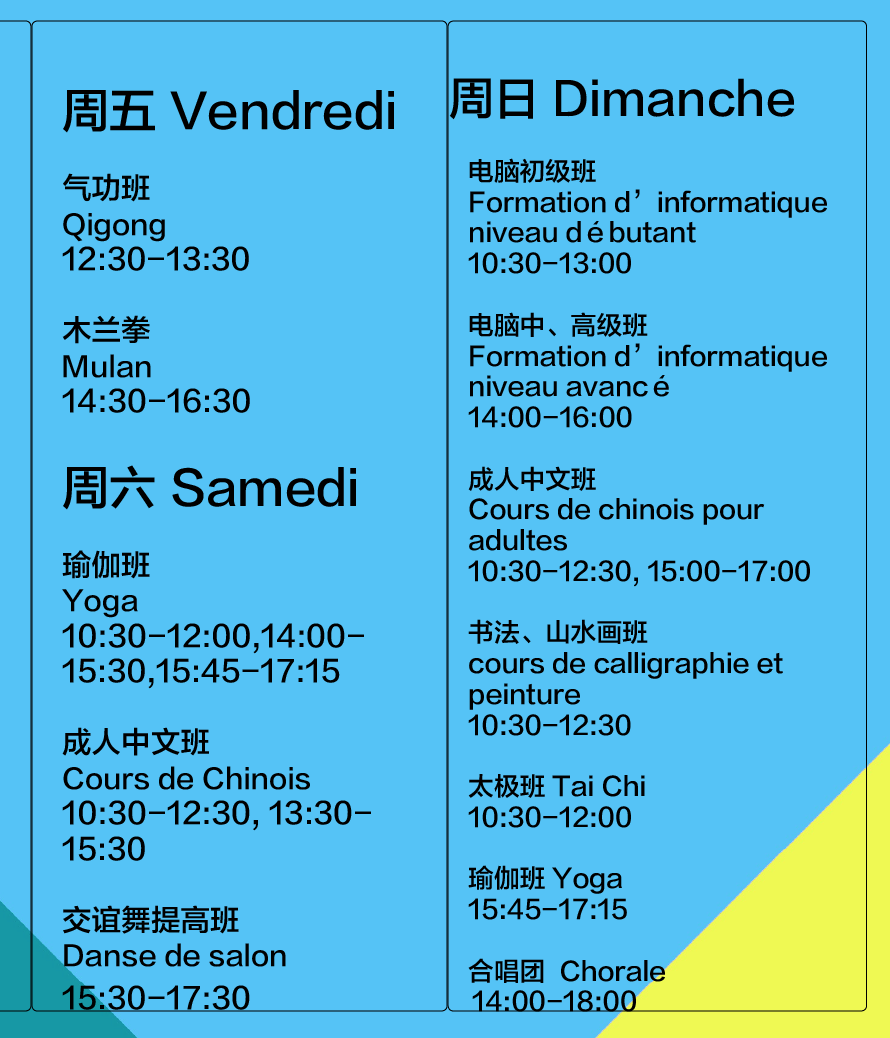 周五 Vendredi
气功班
Qigong
12:30-13:30
木兰拳
Mulan
14:30-16:30
周六 Samedi
瑜伽班
Yoga
10:30-12:00,14:00-
15:30,15:45-17:15
成人中文班
Cours de Chinois
10:30-12:30, 13:30-
15:30
交谊舞提高班
Danse de salon
15:30-17:30
周日 Dimanche
电脑初级班
Formation d’informatique
niveau débutant
10:30-13:00
电脑中、高级班
Formation d’informatique
niveau avancé
14:00-16:00
成人中文班
Cours de chinois pour
adultes
10:30-12:30, 15:00-17:00
书法、山水画班
cours de calligraphie et
peinture
10:30-12:30
太极班 Tai Chi
10:30-12:00
瑜伽班 Yoga
15:45-17:15
合唱团 Chorale
14:00-18:00